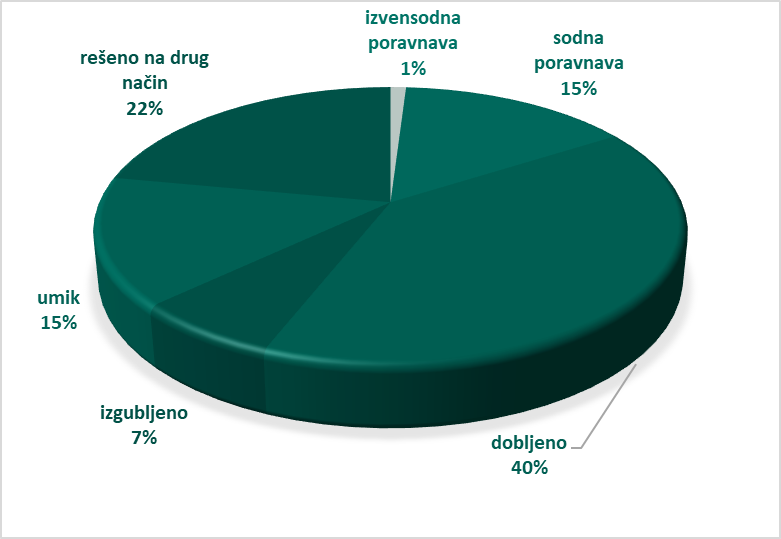 izvensodna
poravnava
1%
sodna
poravnava
15%
dobljeno
40%
izgubljeno
7%
umik
15%
rešeno na drug
način
22%